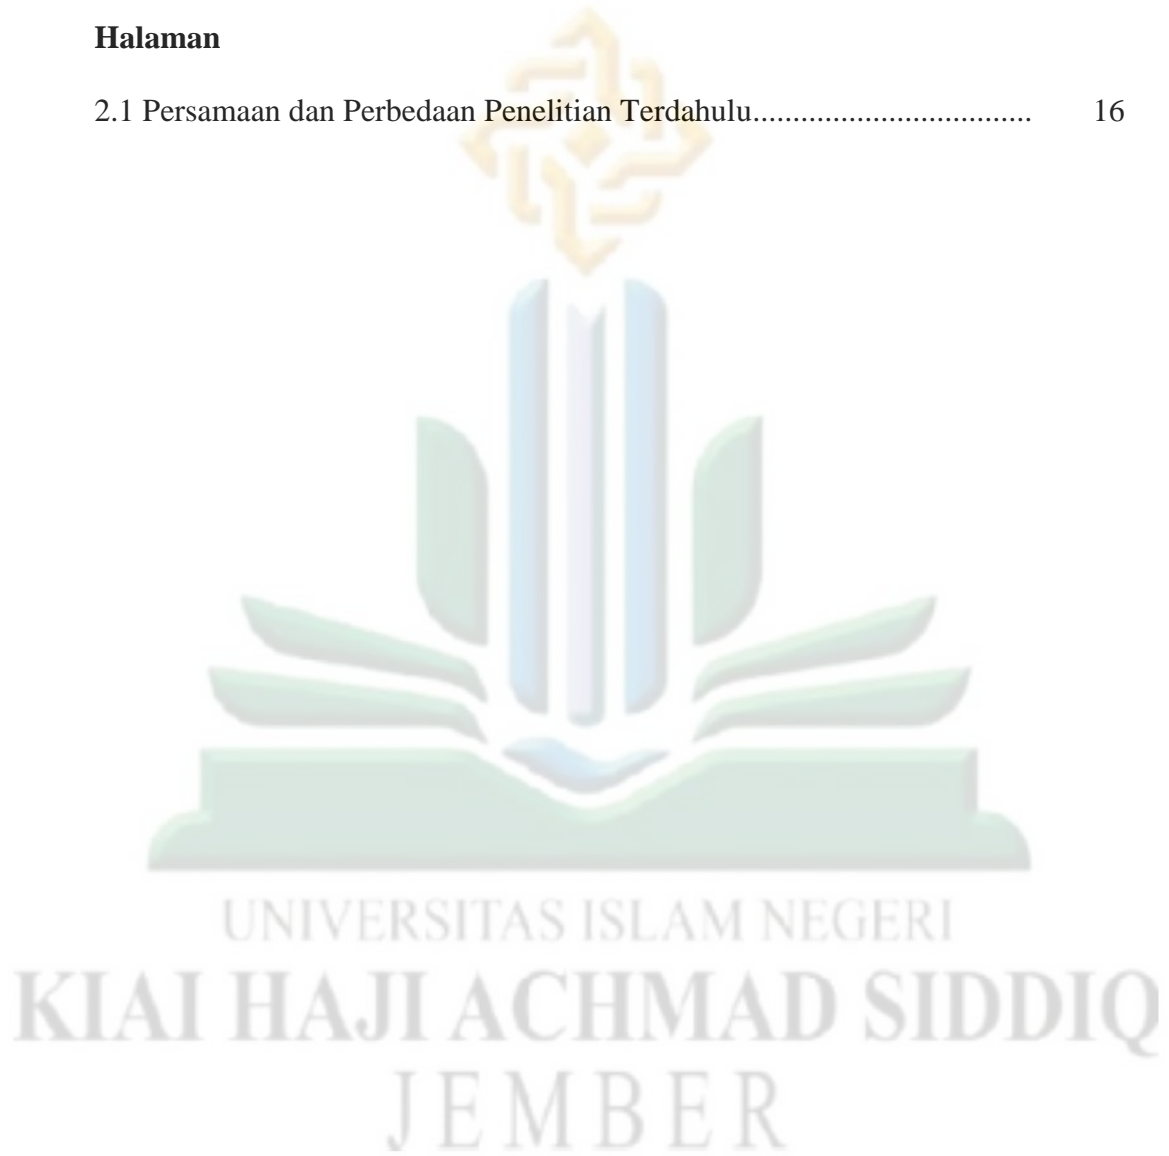 Halaman
2.1 Persamaan dan Perbedaan Penelitian Terdahulu................................... 16
UNIVERSITAS ISLAM NEGERI
KIAI HAJI ACHMAD SIDDIQ
JEMBER